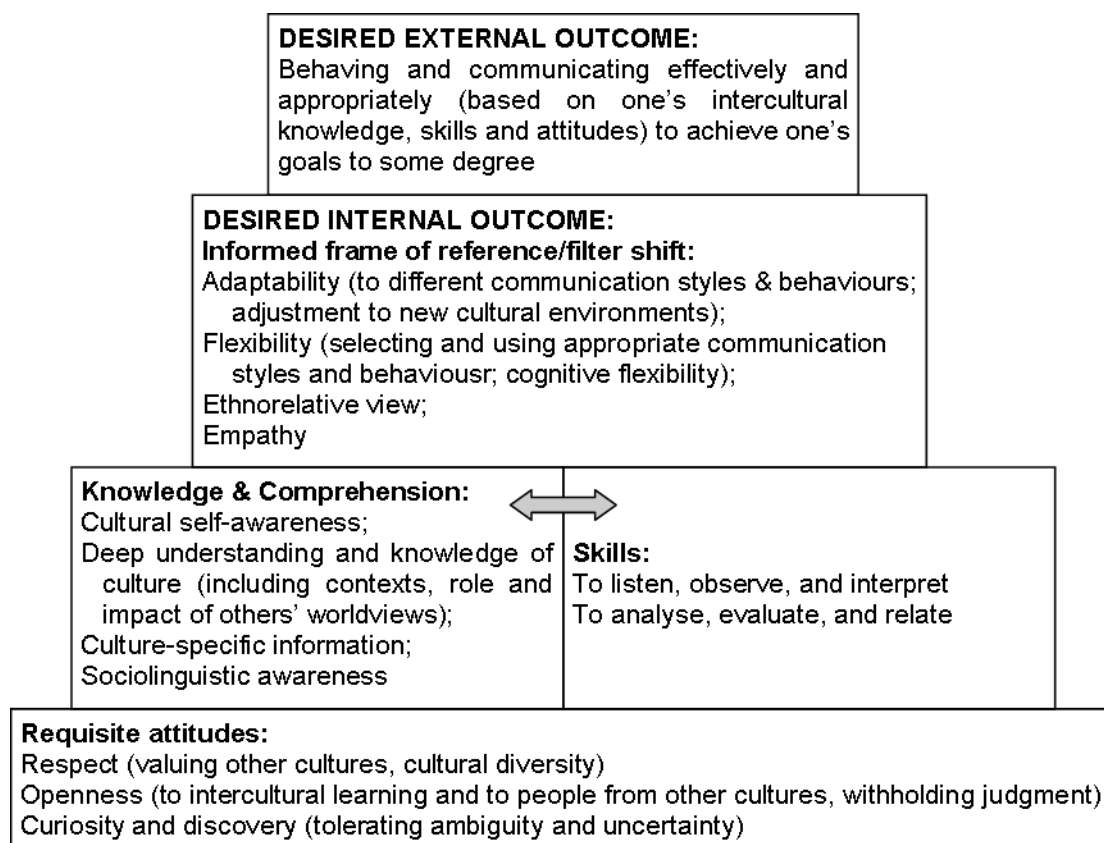 DESIRED EXTERNAL OUTCOME:
Behaving and communicating effectively and
appropriately (based on one's intercultural
knowledge, skills and attitudes) to achieve one's
goals to some degree
DESIRED INTERNAL OUTCOME:
Informed frame of reference/filter shift:
Adaptability (to different communication styles & behaviours;
adjustment to new cultural environments);
Flexibility (selecting and using appropriate communication
styles and behaviousr; cognitive flexibility);
Ethnorelative view;
Empathy
Knowledge & Comprehension:
Cultural self-awareness;
Deep understanding and knowledge of
culture (including contexts, role and
impact of others' worldviews);
Culture-specific information;
Sociolinguistic awareness
Skills:
To listen, observe, and interpret
To analyse, evaluate, and relate
Requisite attitudes:
Respect (valuing other cultures, cultural diversity)
Openness (to intercultural learning and to people from other cultures, withholding judgment)
Curiosity and discovery (tolerating ambiguity and uncertainty)